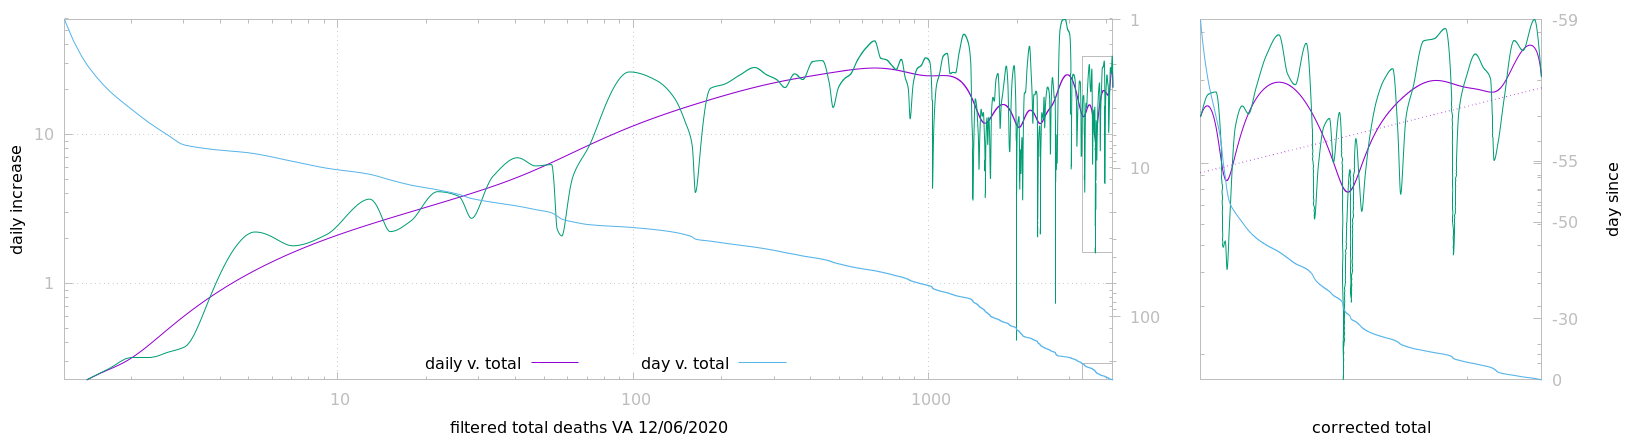 1
-59
10
10
-55
-50
daily increase
day since
1
100
-30
daily v. total
day v. total
0
10
100
1000
filtered total deaths VA 12/06/2020
corrected total